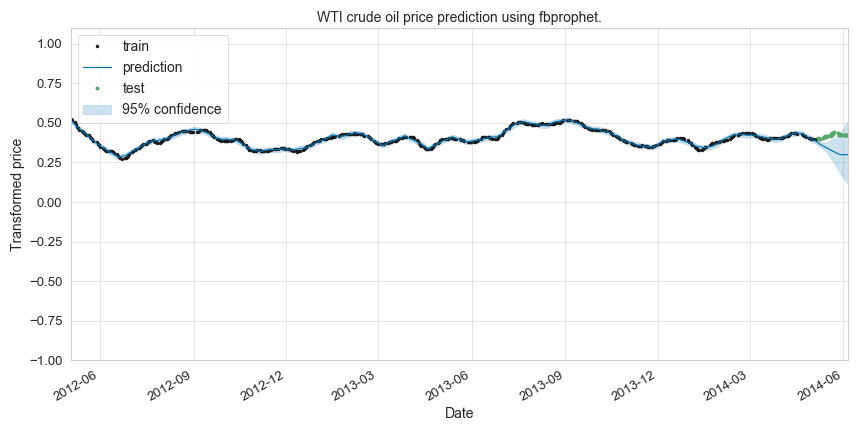 WTI crude oil price prediction using fbprophet.
train
prediction
test
95% confidence
1.00
0.75
0.50
0.25
0.00
−0.25
−0.50
−0.75
−1.00
Transformed price
2012-06
2012-09
2012-12
2013-03
2013-06
2013-09
2013-12
2014-03
2014-06
Date